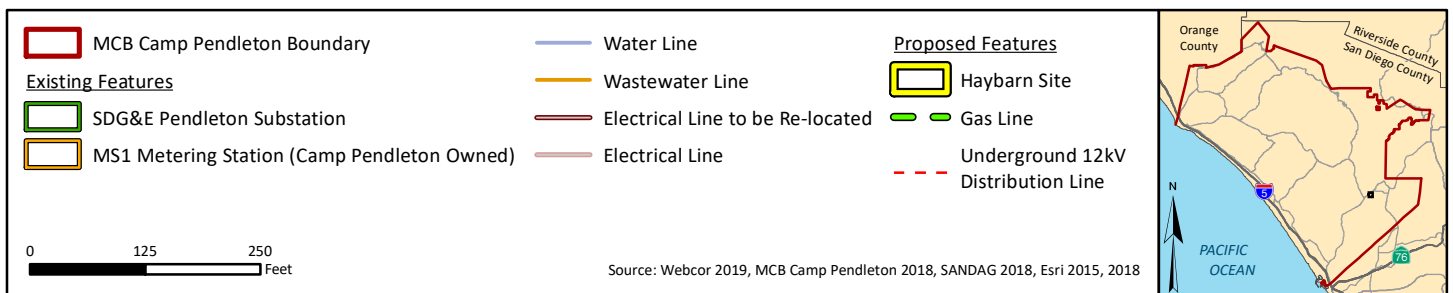 MCB Camp Pendleton Boundary
Existing Features
SDG&E Pendleton Substation
MS1 Metering Station (Camp Pendleton Owned)
Water Line
Wastewater Line
Electrical Line to be Re-located
Electrical Line
Proposed Features
Haybarn Site
Gas Line
Underground 12kV
Distribution Line
0 125 250
Feet
Source: Webcor 2019, MCB Camp Pendleton 2018, SANDAG 2018, Esri 2015, 2018
Orange
County
Riverside County
San Diego County
N
5
PACIFIC
OCEAN
76